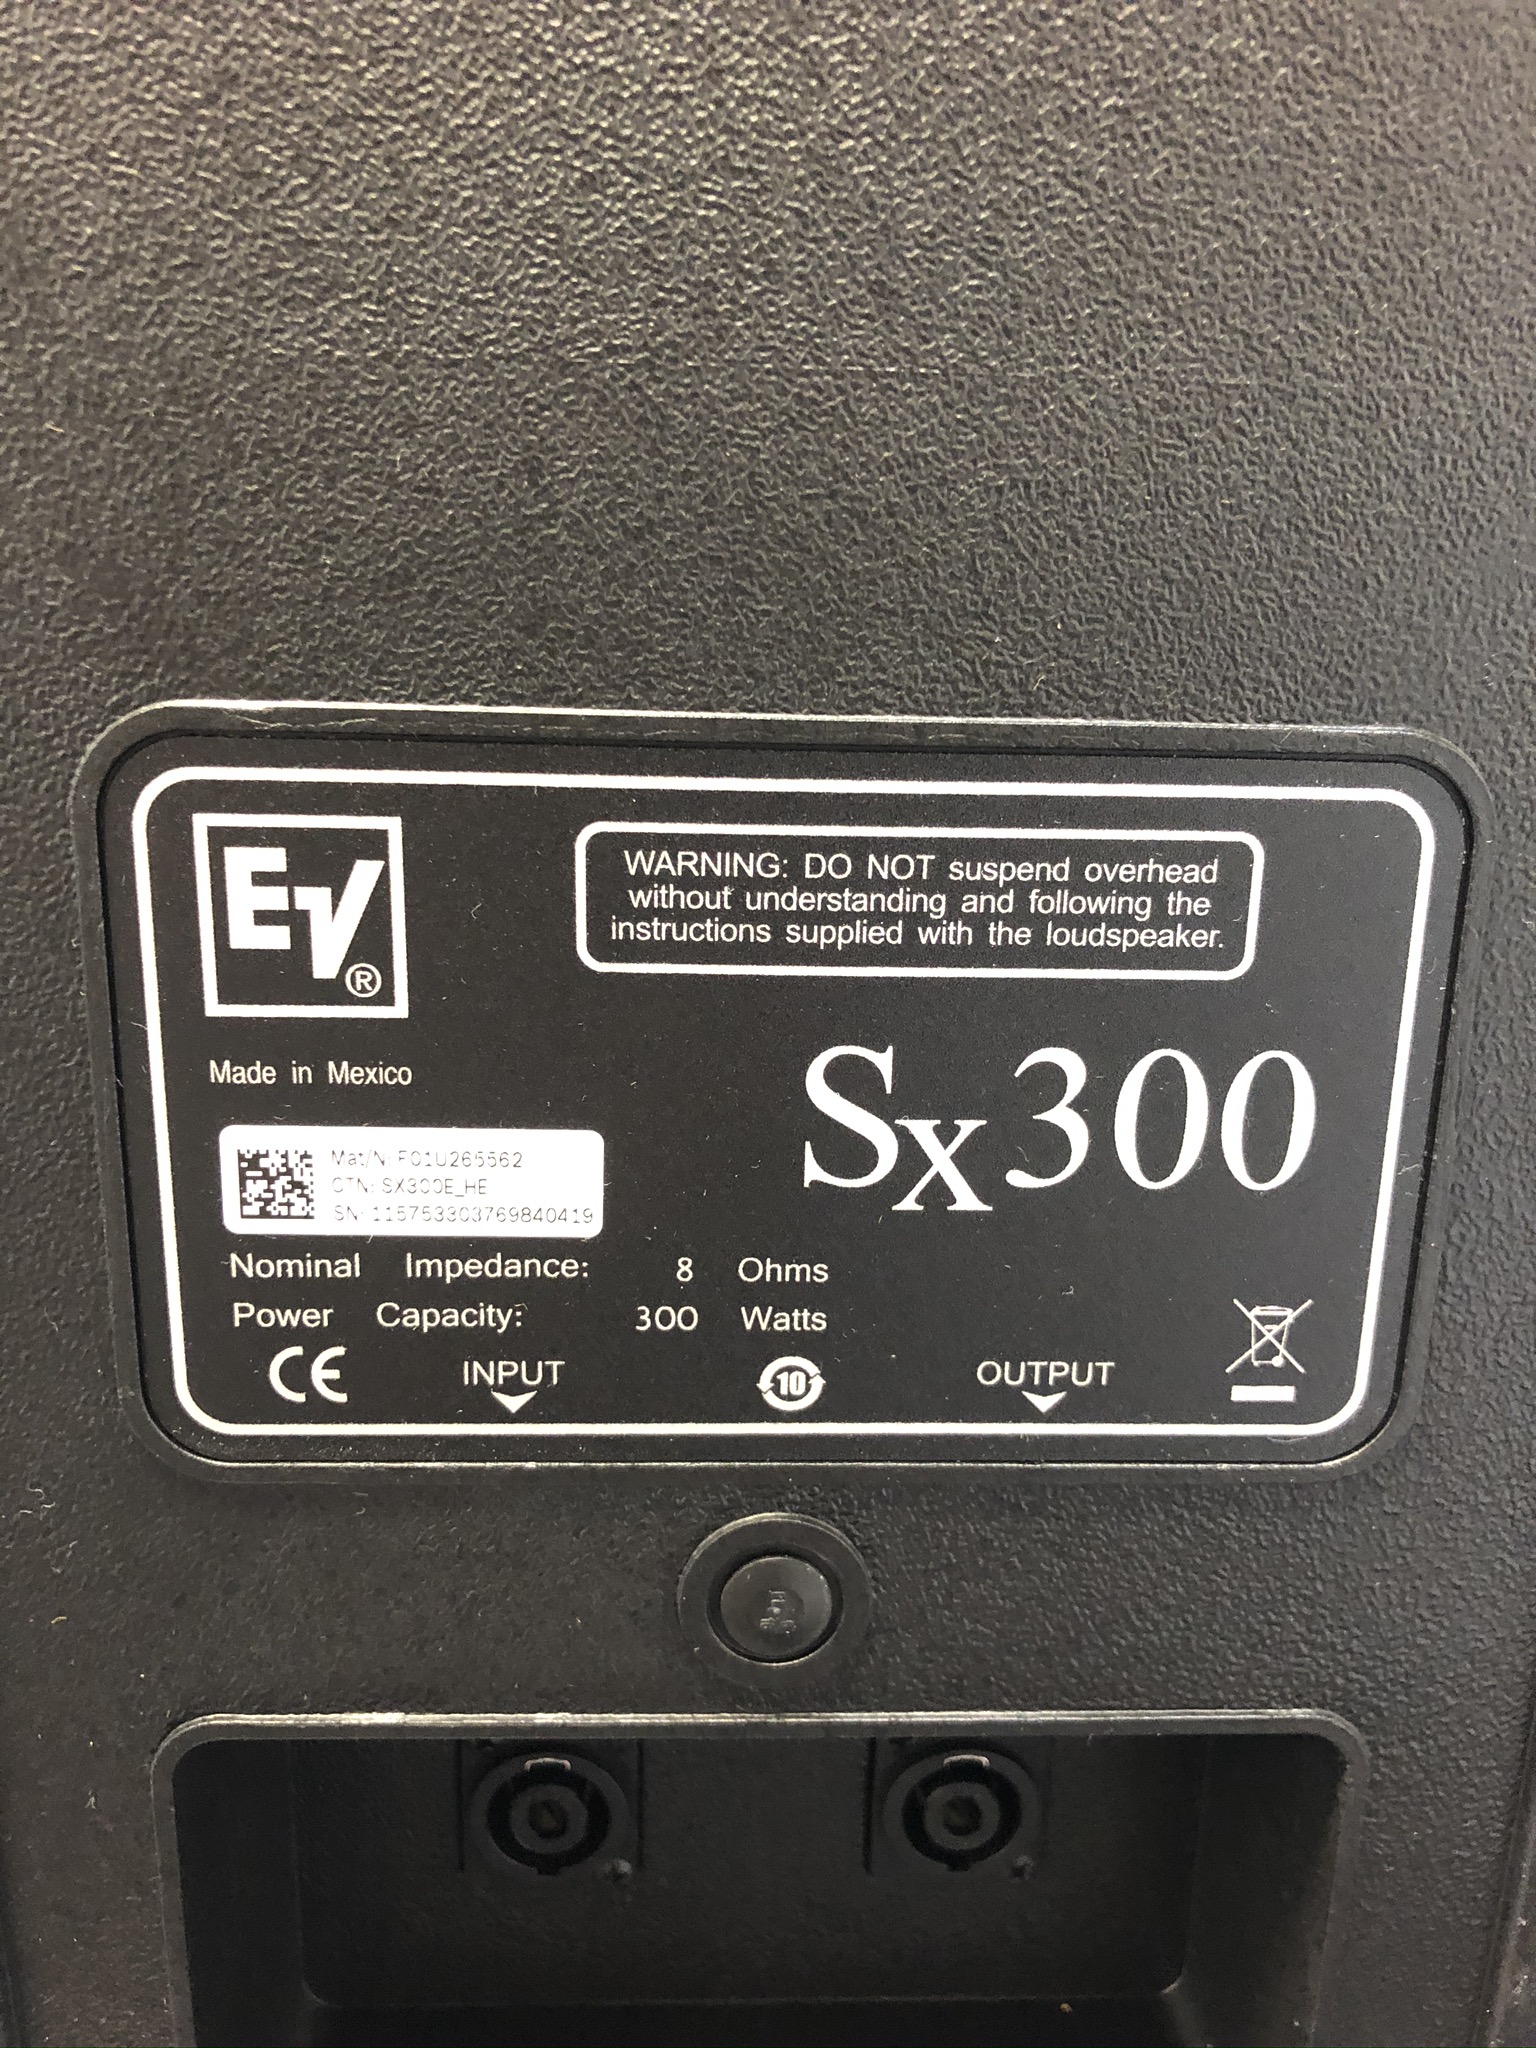 EV®
WARNING: DO NOT suspend overhead
without understanding and following the
instructions supplied with the loudspeaker.
Made in Mexico
Sx300
Mat/N: F01U265562
CTN: SX300E_HE
SN: 115753303769840419
Nominal Impedance: 8 Ohms
Power Capacity: 300 Watts
CE INPUT 10 OUTPUT